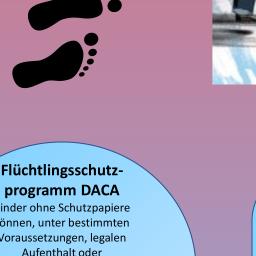 Flüchtlingsschutz-
programm DACA
inder ohne Schutzpapiere
önnen, unter bestimmten
Voraussetzungen, legalen
Aufenthalt oder